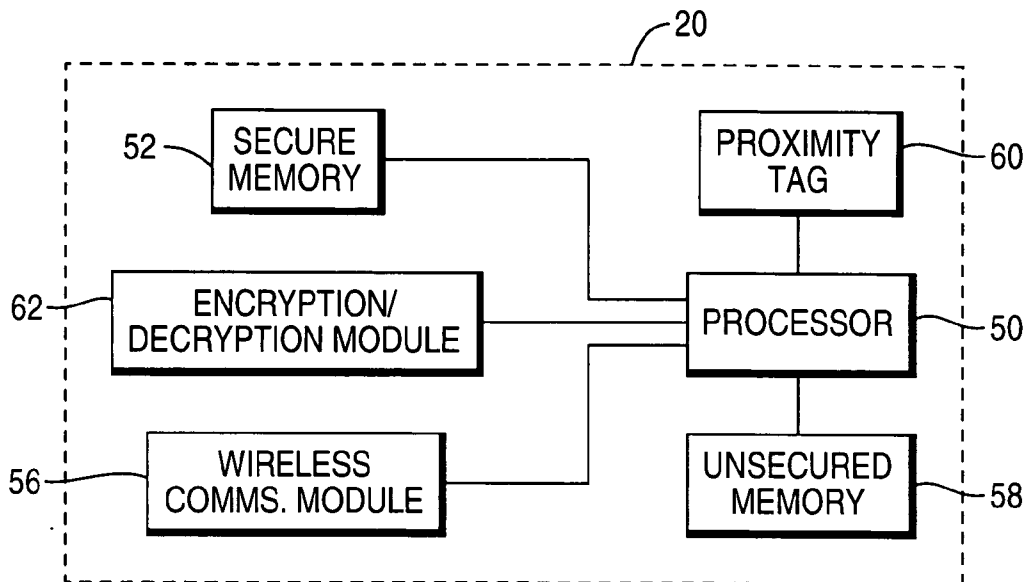 20
52
SECURE
MEMORY
PROXIMITY
TAG
60
62
ENCRYPTION/
DECRYPTION MODULE
PROCESSOR
50
56
WIRELESS
COMMS. MODULE
UNSECURED
MEMORY
58